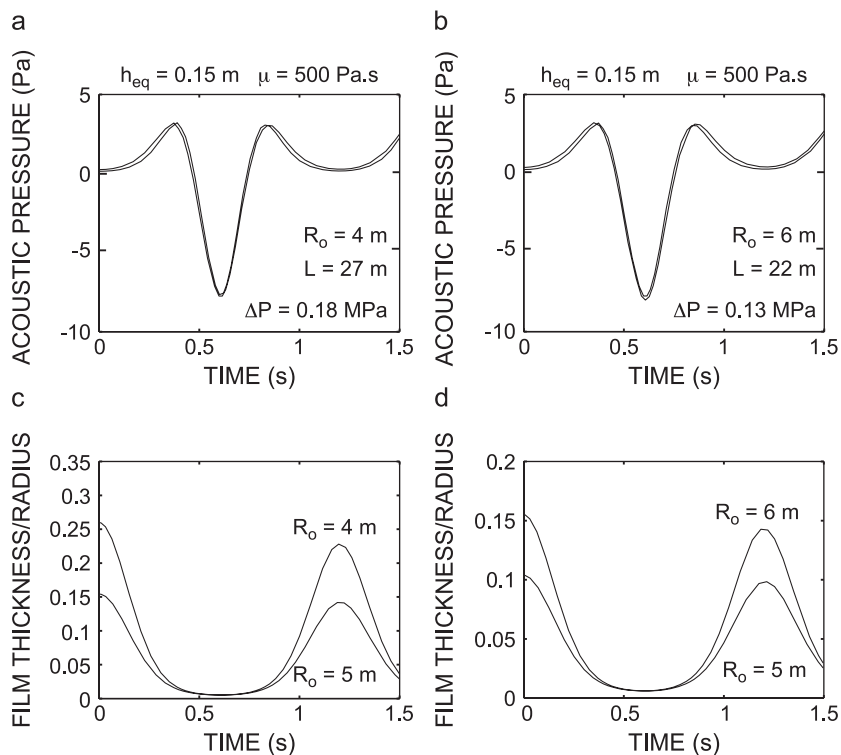 a
h_eq = 0.15 m μ = 500 Pa.s
ACOUSTIC PRESSURE (Pa)
5
0
-5
-10
R_o = 4 m
L = 27 m
ΔP = 0.18 MPa
0 0.5 1 1.5
TIME (s)
b
h_eq = 0.15 m μ = 500 Pa.s
ACOUSTIC PRESSURE (Pa)
5
0
-5
-10
R_o = 6 m
L = 22 m
ΔP = 0.13 MPa
0 0.5 1 1.5
TIME (s)
c
FILM THICKNESS/RADIUS
0.35
0.3
0.25
0.2
0.15
0.1
0.05
0
R_o = 4 m
R_o = 5 m
0 0.5 1 1.5
TIME (s)
d
FILM THICKNESS/RADIUS
0.2
0.15
0.1
0.05
0
R_o = 6 m
R_o = 5 m
0 0.5 1 1.5
TIME (s)